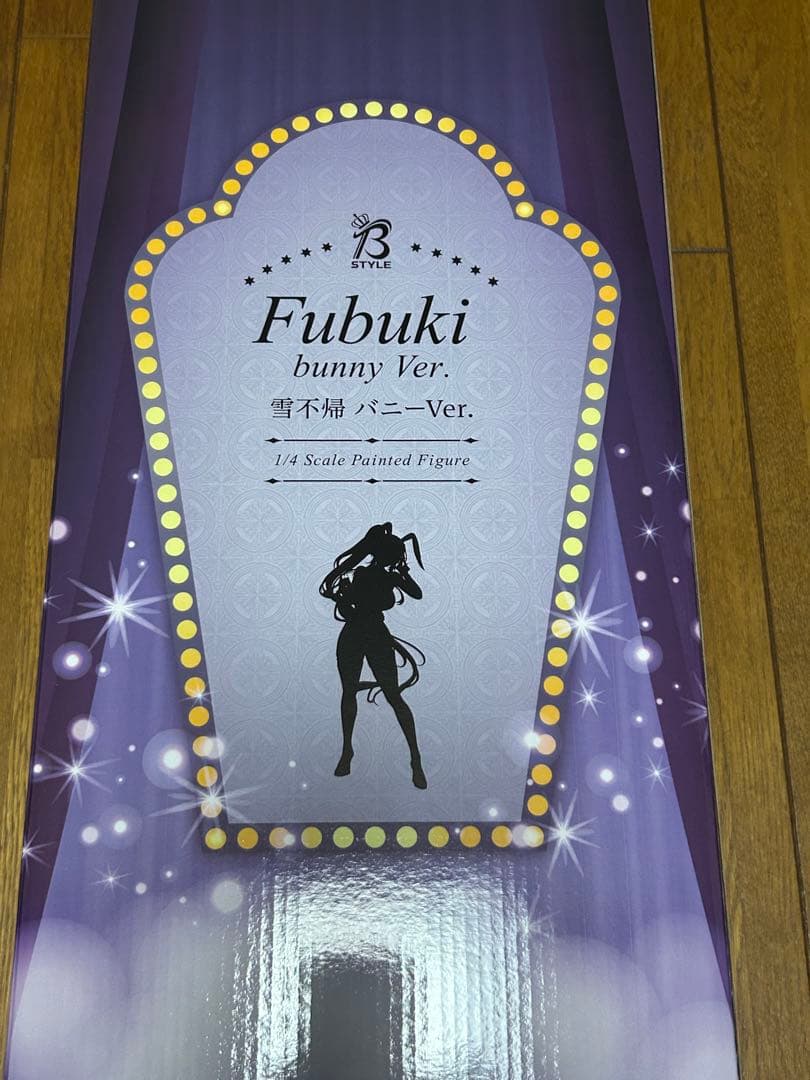 B
STYLE
Fubuki
bunny Ver.
雪不帰 バニーVer.
1/4 Scale Painted Figure